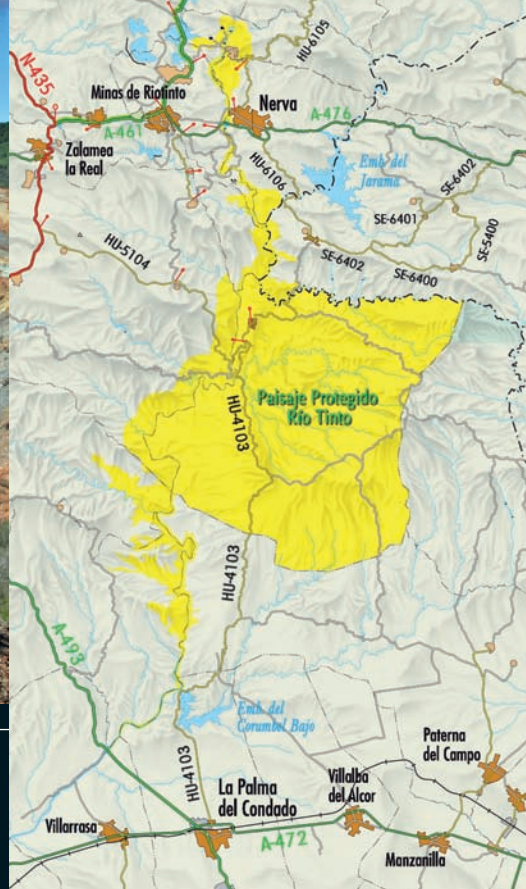 HU-6105
N-435
Minas de Riotinto
Nerva
A-461
A-476
Zalamea
la Real
Emb. del
Jarama
HU-6106
SE-6402
SE-6401
SE-5400
HU-5104
SE-6402
SE-6400
Paisaje Protegido
Río Tinto
HU-4103
HU-4103
A-493
Emb. del
Corumbel Bajo
HU-4103
Paterna
del Campo
La Palma
del Condado
Villalba
del Alcor
Villarrasa
A-472
Manzanilla